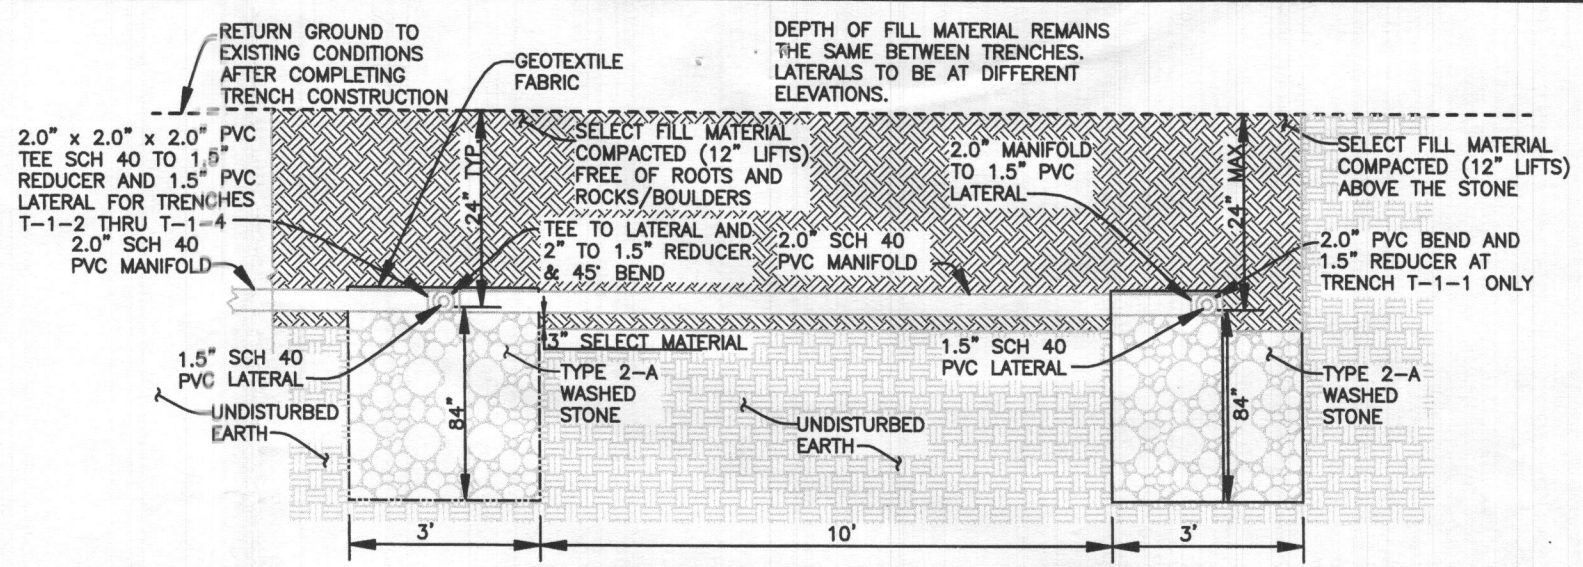 RETURN GROUND TO
EXISTING CONDITIONS
AFTER COMPLETING
TRENCH CONSTRUCTION
GEOTEXTILE
FABRIC
DEPTH OF FILL MATERIAL REMAINS
THE SAME BETWEEN TRENCHES.
LATERALS TO BE AT DIFFERENT
ELEVATIONS.
2.0" x 2.0" x 2.0" PVC
TEE SCH 40 TO 1.5"
REDUCER AND 1.5" PVC
LATERAL FOR TRENCHES
T-1-2 THRU T-1-4
2.0" SCH 40
PVC MANIFOLD
24" TYP.
SELECT FILL MATERIAL
COMPACTED (12" LIFTS)
FREE OF ROOTS AND
ROCKS/BOULDERS
TEE TO LATERAL AND
2" TO 1.5" REDUCER
& 45° BEND
2.0" SCH 40
PVC MANIFOLD
2.0" MANIFOLD
TO 1.5" PVC
LATERAL
24" MAX
SELECT FILL MATERIAL
COMPACTED (12" LIFTS)
ABOVE THE STONE
2.0" PVC BEND AND
1.5" REDUCER AT
TRENCH T-1-1 ONLY
1.5" SCH 40
PVC LATERAL
UNDISTURBED
EARTH
84"
3" SELECT MATERIAL
TYPE 2-A
WASHED
STONE
UNDISTURBED
EARTH
1.5" SCH 40
PVC LATERAL
84"
TYPE 2-A
WASHED
STONE
3'
10'
3'